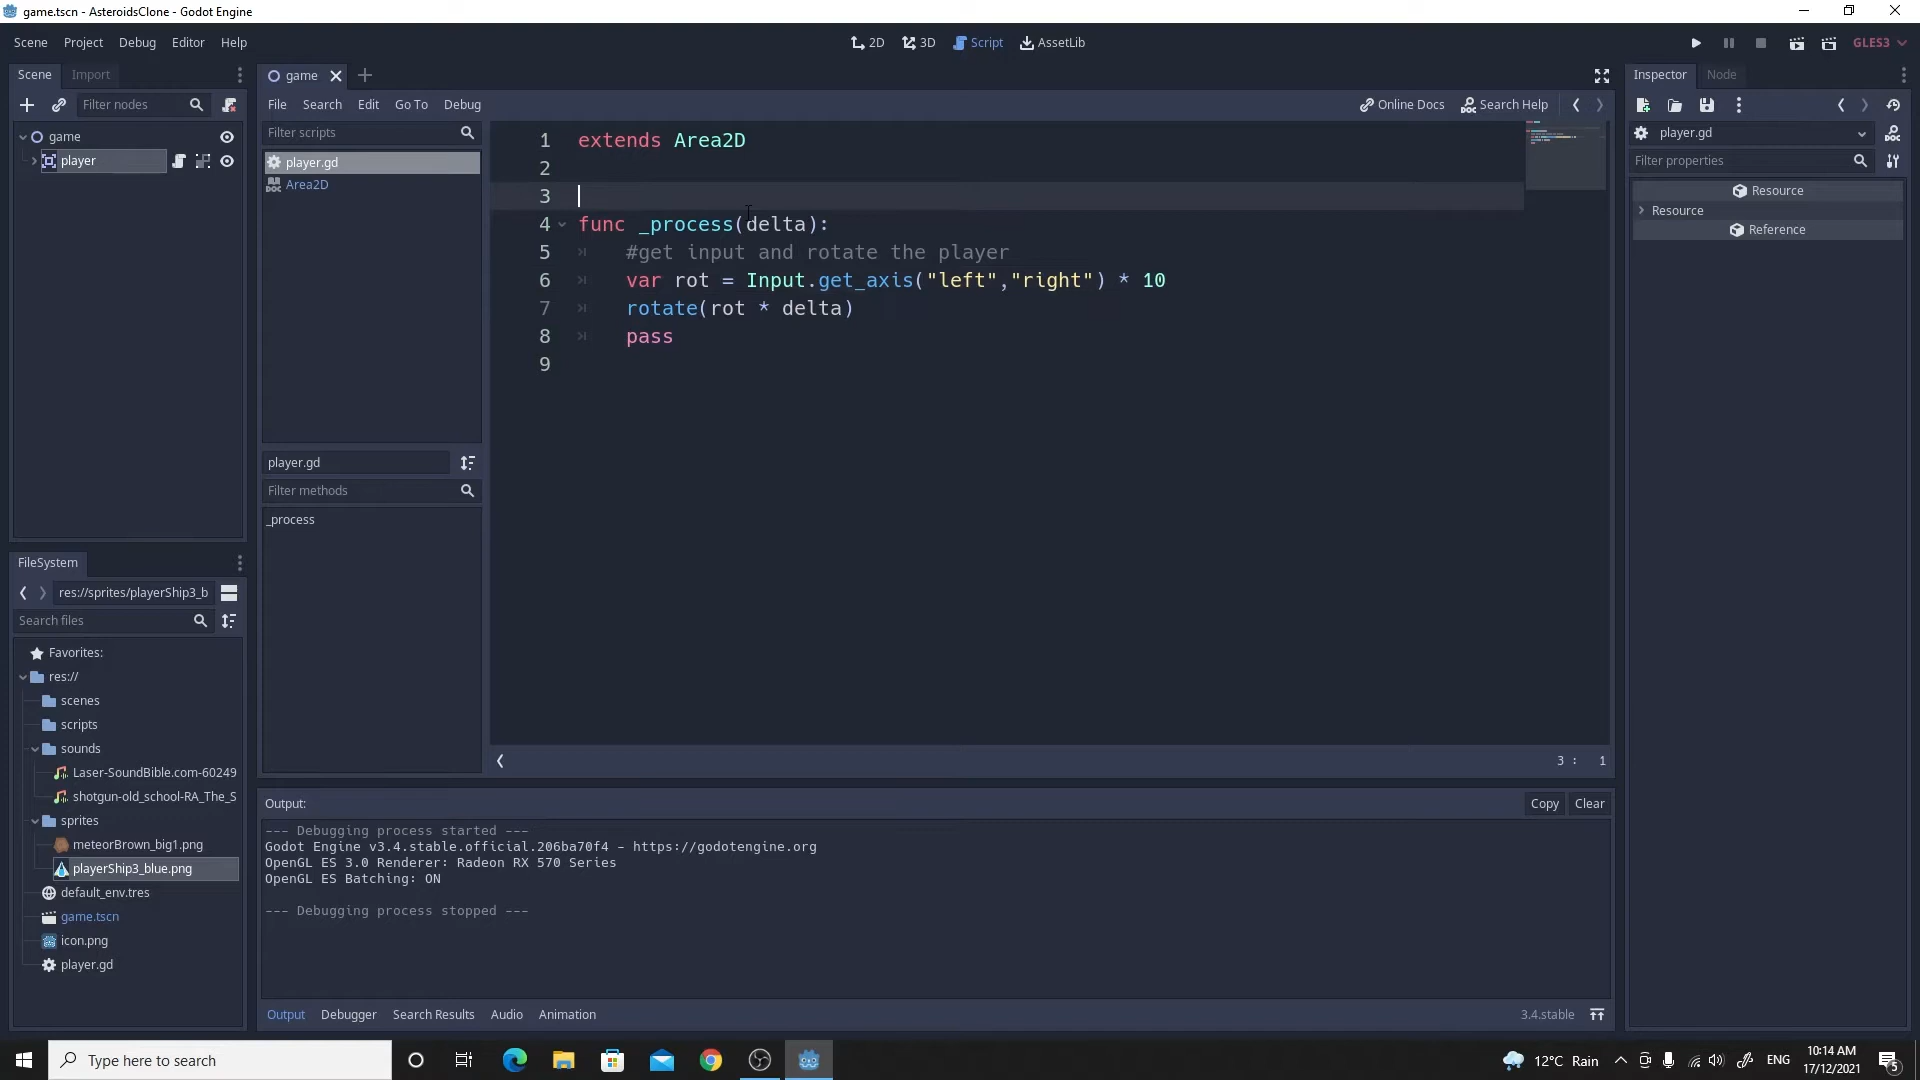 game.tscn - AsteroidsClone - Godot Engine
Scene Project Debug Editor Help
2D 3D Script AssetLib
GLES3
Scene Import
Filter nodes
game
player
game
File Search Edit Go To Debug
Online Docs Search Help
Filter scripts
player.gd
Area2D
player.gd
Filter methods
_process
1 extends Area2D
2
3
4 func _process(delta):
5 #get input and rotate the player
6 var rot = Input.get_axis("left","right") * 10
7 rotate(rot * delta)
8 pass
9
3 : 1
Inspector Node
player.gd
Filter properties
Resource
Resource
Reference
FileSystem
res://sprites/playerShip3_b
Search files
Favorites:
res://
scenes
scripts
sounds
Laser-SoundBible.com-60249
shotgun-old_school-RA_The_S
sprites
meteorBrown_big1.png
playerShip3_blue.png
default_env.tres
game.tscn
icon.png
player.gd
Output:
Copy Clear
--- Debugging process started ---
Godot Engine v3.4.stable.official.206ba70f4 - https://godotengine.org
OpenGL ES 3.0 Renderer: Radeon RX 570 Series
OpenGL ES Batching: ON
--- Debugging process stopped ---
Output Debugger Search Results Audio Animation
3.4.stable
Type here to search
12°C Rain
ENG
10:14 AM
17/12/2021
5